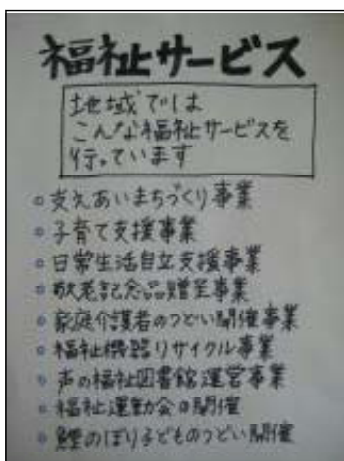 福祉サービス
地域では
こんな福祉サービスを
行っています
支えあいまちづくり事業
子育て支援事業
日常生活自立支援事業
敬老記念品贈呈事業
家庭介護者のつどい開催事業
福祉機器リサイクル事業
声の福祉図書館運営事業
福祉運動会の開催
鯉のぼり子どものつどい開催